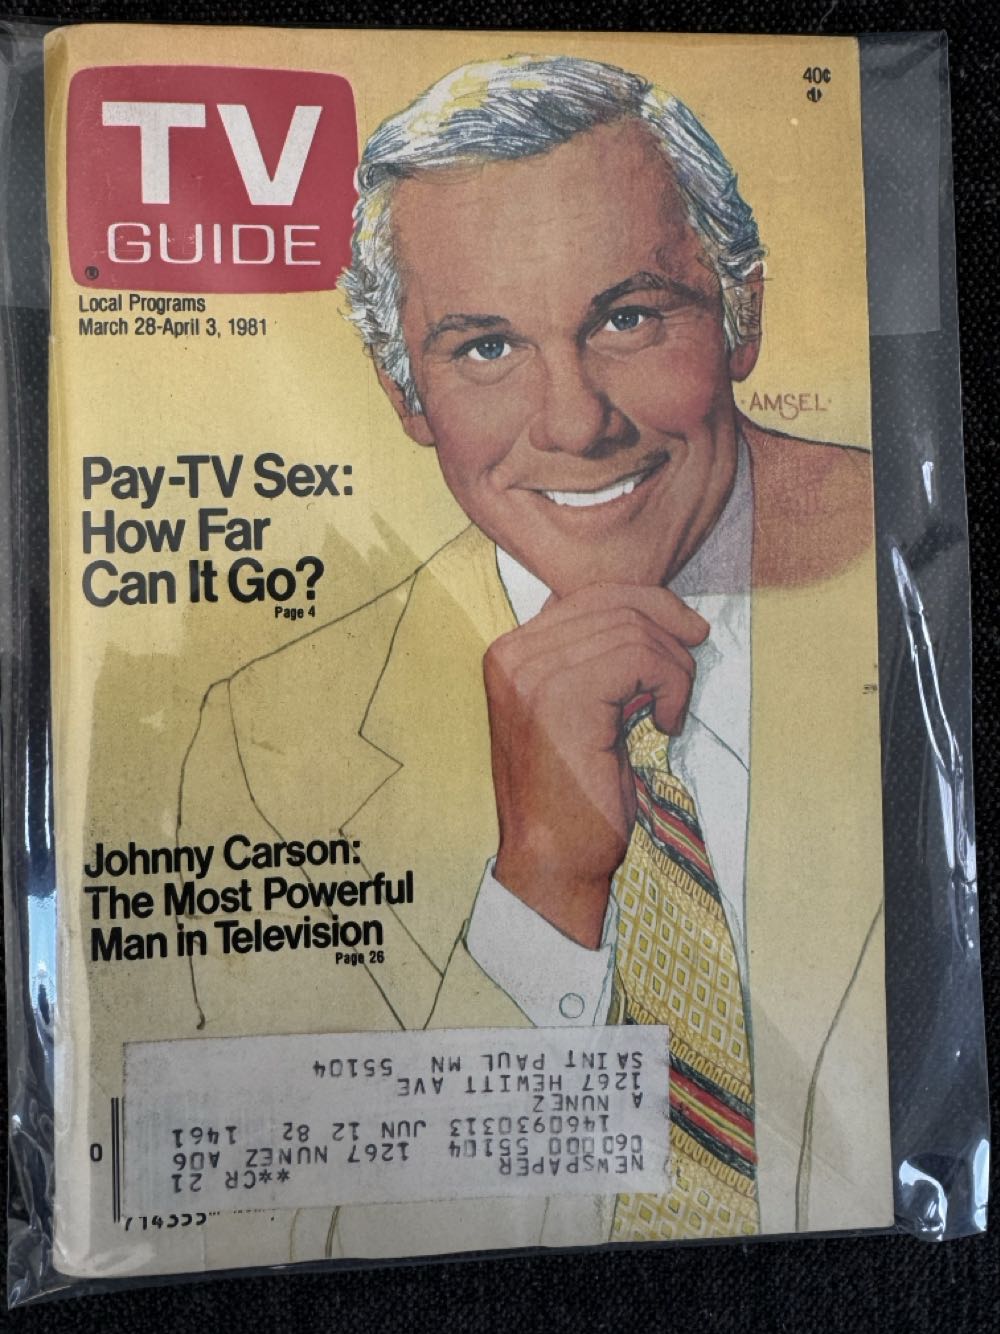 TV
GUIDE
®
Local Programs
March 28-April 3, 1981
40¢
·AMSEL·
Pay-TV Sex:
How Far
Can It Go?
Page 4
Johnny Carson:
The Most Powerful
Man in Television
Page 26
NEWSPAPER **CR 21
060 000 55104 1267 NUNEZ A06
1460930313 JUN 12 82 1461
A NUNEZ
1267 HEWITT AVE
SAINT PAUL MN 55104
0